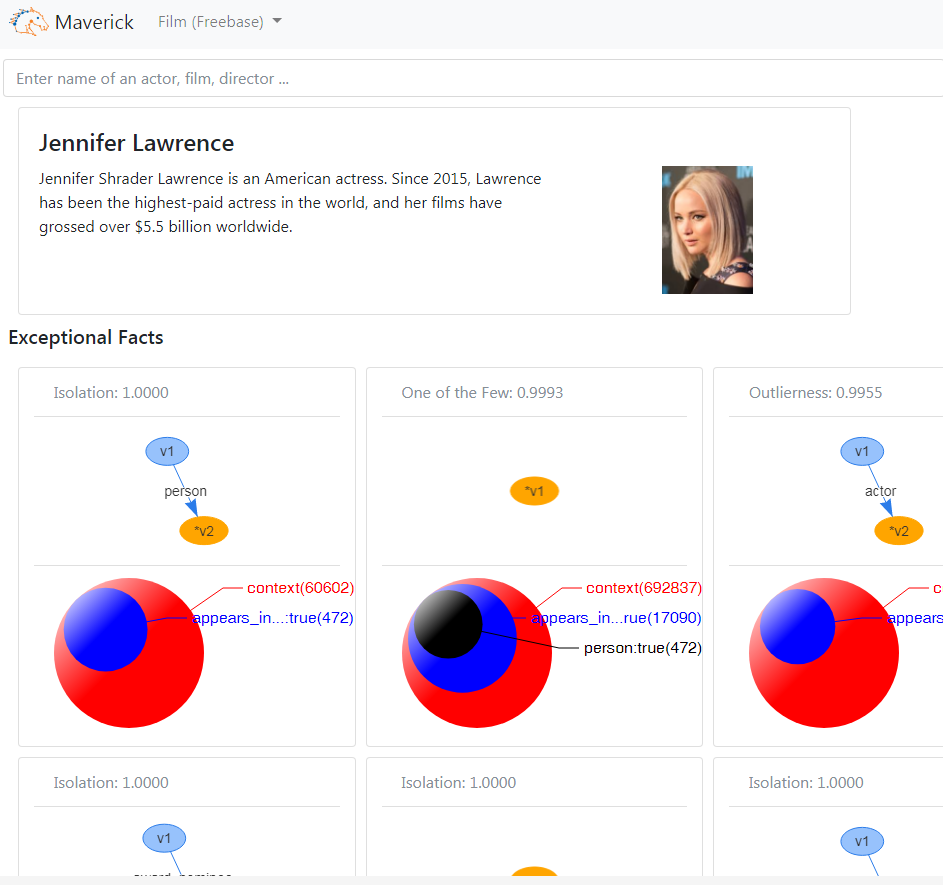 Maverick Film (Freebase)
Enter name of an actor, film, director ...
Jennifer Lawrence
Jennifer Shrader Lawrence is an American actress. Since 2015, Lawrence
has been the highest-paid actress in the world, and her films have
grossed over $5.5 billion worldwide.
Exceptional Facts
Isolation: 1.0000
v1
person
*v2
context(60602)
appears_in....:true(472)
One of the Few: 0.9993
*v1
context(692837)
appears_in...rue(17090)
person:true(472)
Outlierness: 0.9955
v1
actor
*v2
c
appears
Isolation: 1.0000
v1
Isolation: 1.0000
Isolation: 1.0000
v1